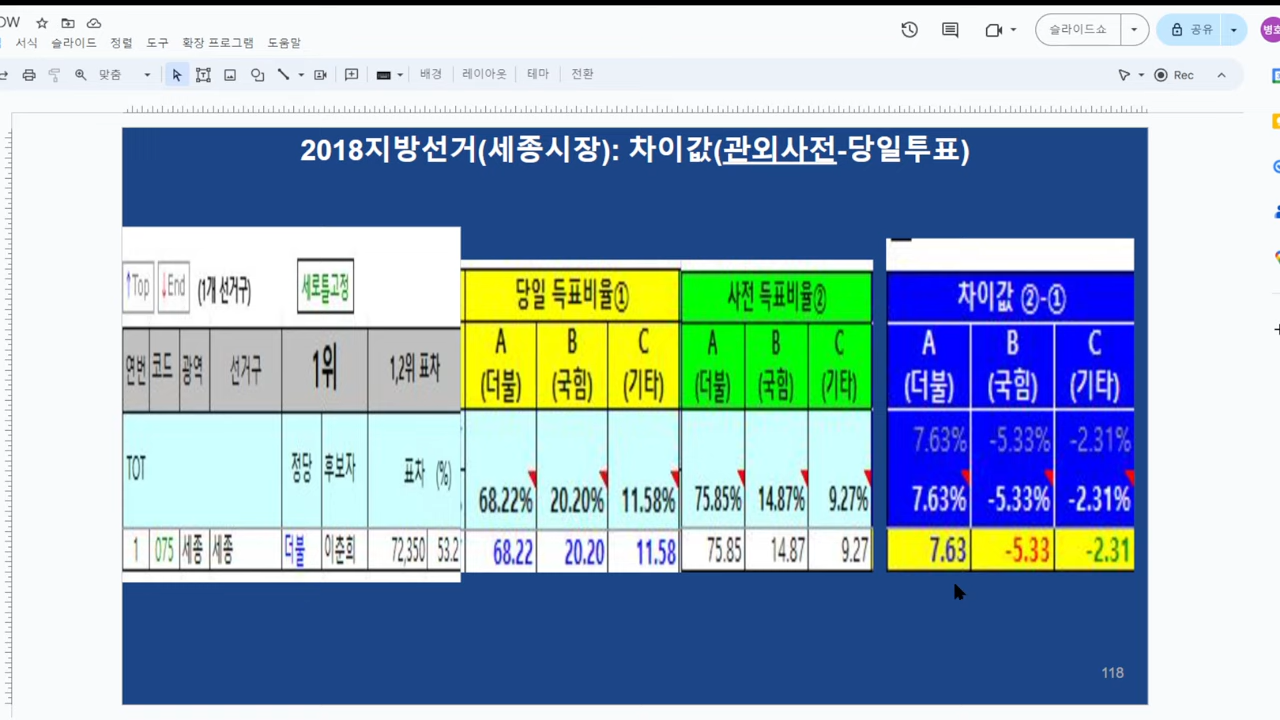 OW
서식 슬라이드 정렬 도구 확장 프로그램 도움말
슬라이드쇼
공유
병호
맞춤
배경 레이아웃 테마 전환
Rec
2018지방선거(세종시장): 차이값(관외사전-당일투표)
↑Top ↓End (1개 선거구) 세로틀고정
당일 득표비율① 사전 득표비율② 차이값 ②-①
연번 코드 광역 선거구 1위 1,2위 표차
A B C A B C A B C
(더불) (국힘) (기타) (더불) (국힘) (기타) (더불) (국힘) (기타)
7.63% -5.33% -2.31%
TOT 정당 후보자 표차 (%)
68.22% 20.20% 11.58% 75.85% 14.87% 9.27% 7.63% -5.33% -2.31%
1 075 세종 세종 더불 이춘희 72,350 53.2 68.22 20.20 11.58 75.85 14.87 9.27 7.63 -5.33 -2.31
118